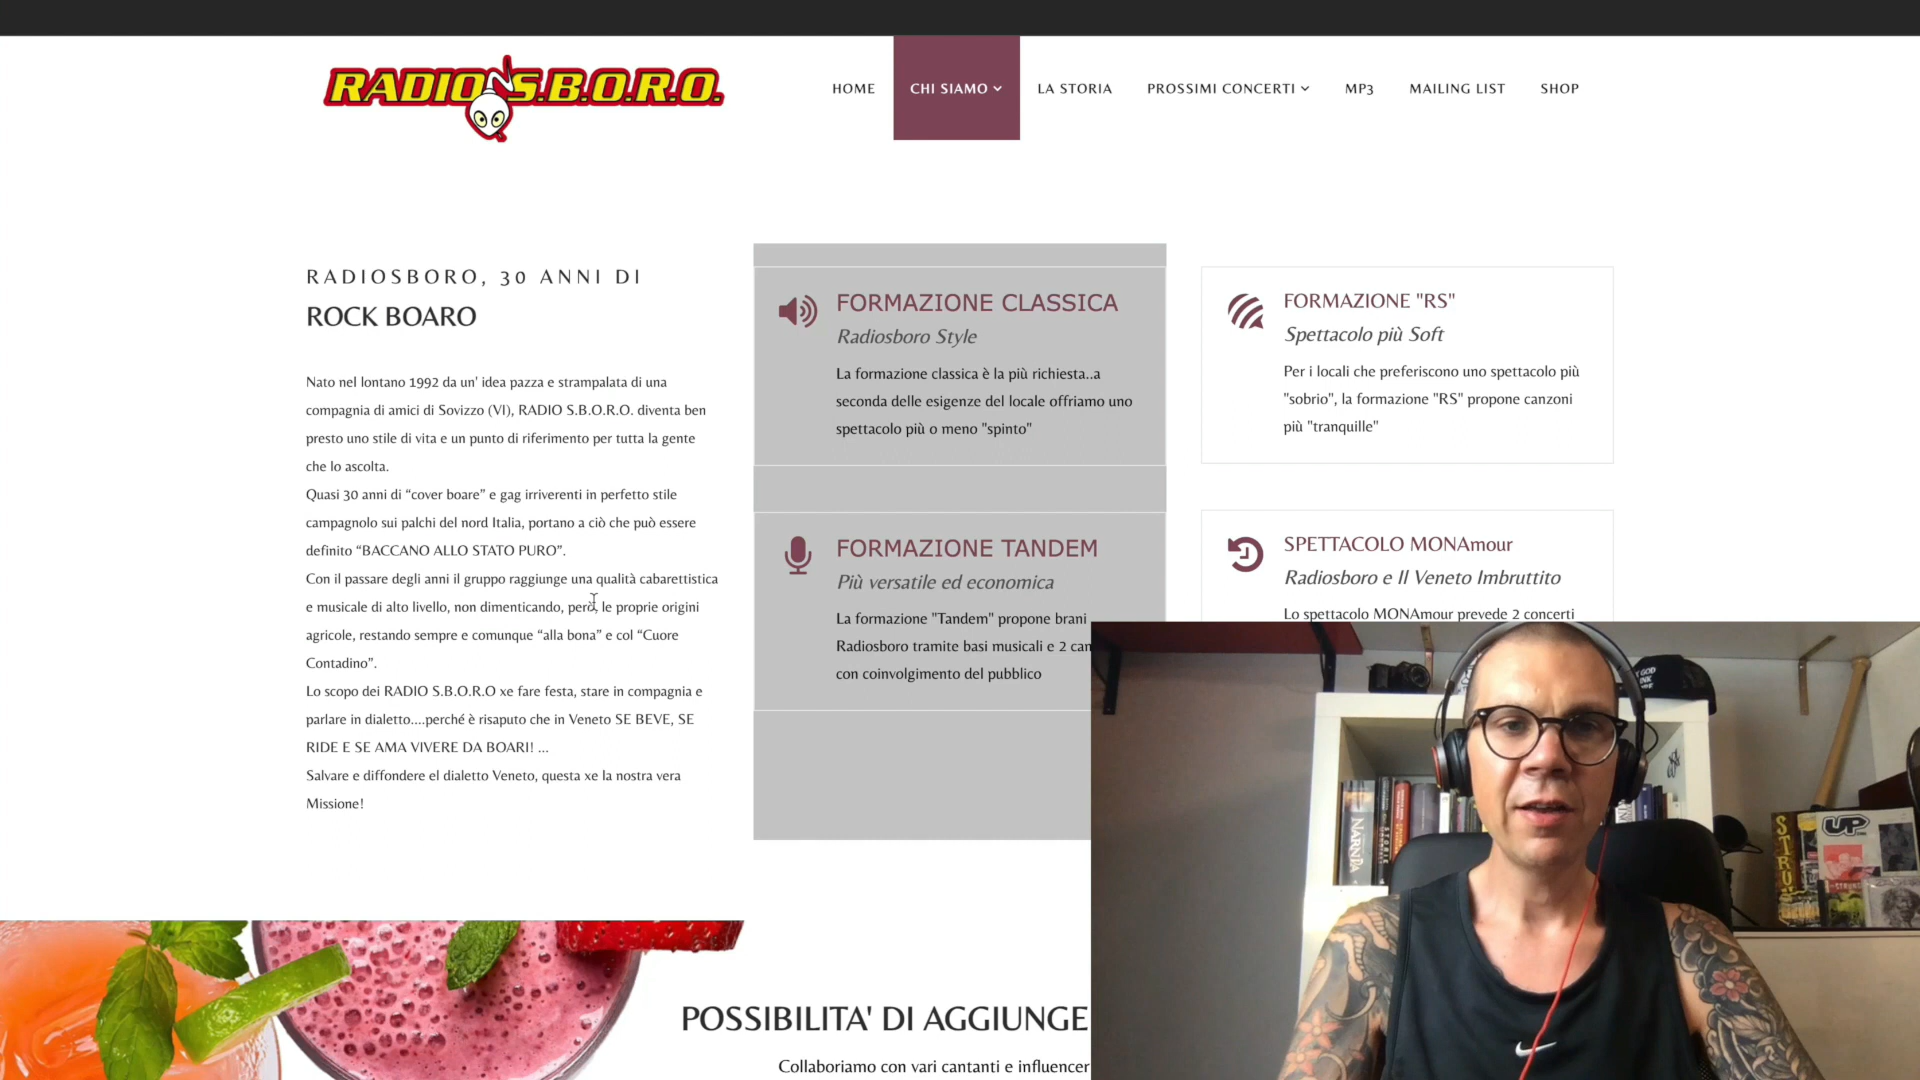 RADIO S.B.O.R.O.
HOME
CHI SIAMO
LA STORIA
PROSSIMI CONCERTI
MP3
MAILING LIST
SHOP
RADIOSBORO, 30 ANNI DI
ROCK BOARO
Nato nel lontano 1992 da un' idea pazza e strampalata di una
compagnia di amici di Sovizzo (VI), RADIO S.B.O.R.O. diventa ben
presto uno stile di vita e un punto di riferimento per tutta la gente
che lo ascolta.
Quasi 30 anni di “cover boare” e gag irriverenti in perfetto stile
campagnolo sui palchi del nord Italia, portano a ciò che può essere
definito “BACCANO ALLO STATO PURO”.
Con il passare degli anni il gruppo raggiunge una qualità cabarettistica
e musicale di alto livello, non dimenticando, però, le proprie origini
agricole, restando sempre e comunque “alla bona” e col “Cuore
Contadino”.
Lo scopo dei RADIO S.B.O.R.O xe fare festa, stare in compagnia e
parlare in dialetto....perché è risaputo che in Veneto SE BEVE, SE
RIDE E SE AMA VIVERE DA BOARI! ...
Salvare e diffondere el dialetto Veneto, questa xe la nostra vera
Missione!
FORMAZIONE CLASSICA
Radiosboro Style
La formazione classica è la più richiesta..a
seconda delle esigenze del locale offriamo uno
spettacolo più o meno "spinto"
FORMAZIONE "RS"
Spettacolo più Soft
Per i locali che preferiscono uno spettacolo più
"sobrio", la formazione "RS" propone canzoni
più "tranquille"
FORMAZIONE TANDEM
Più versatile ed economica
La formazione "Tandem" propone brani
Radiosboro tramite basi musicali e 2 can
con coinvolgimento del pubblico
SPETTACOLO MONAmour
Radiosboro e Il Veneto Imbruttito
Lo spettacolo MONAmour prevede 2 concerti
POSSIBILITA' DI AGGIUNGE
Collaboriamo con vari cantanti e influencer
NARNIA
UP